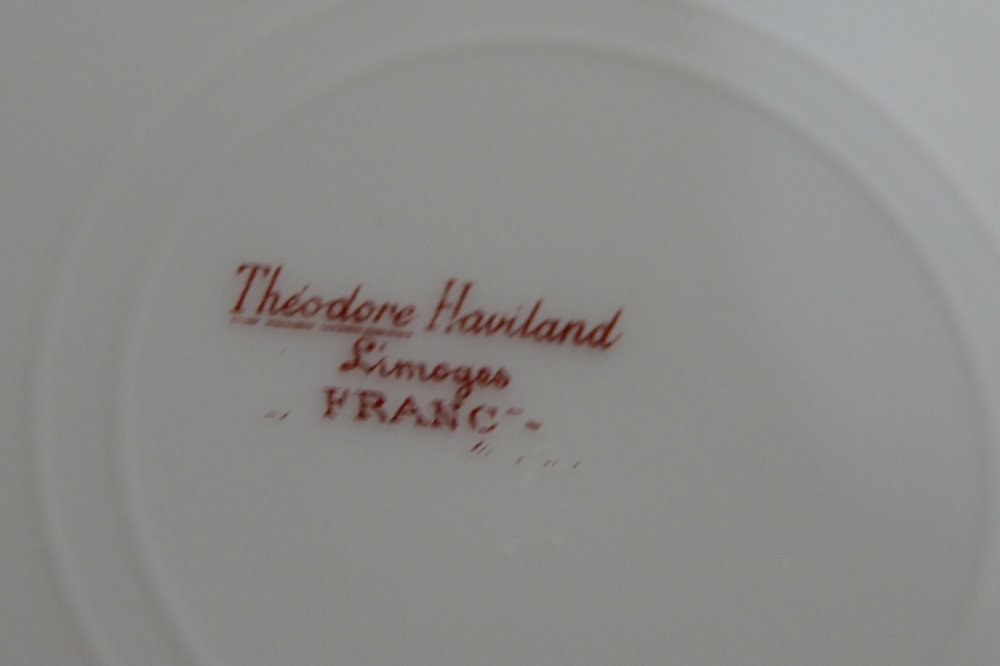 Théodore Haviland
Limoges
FRANC